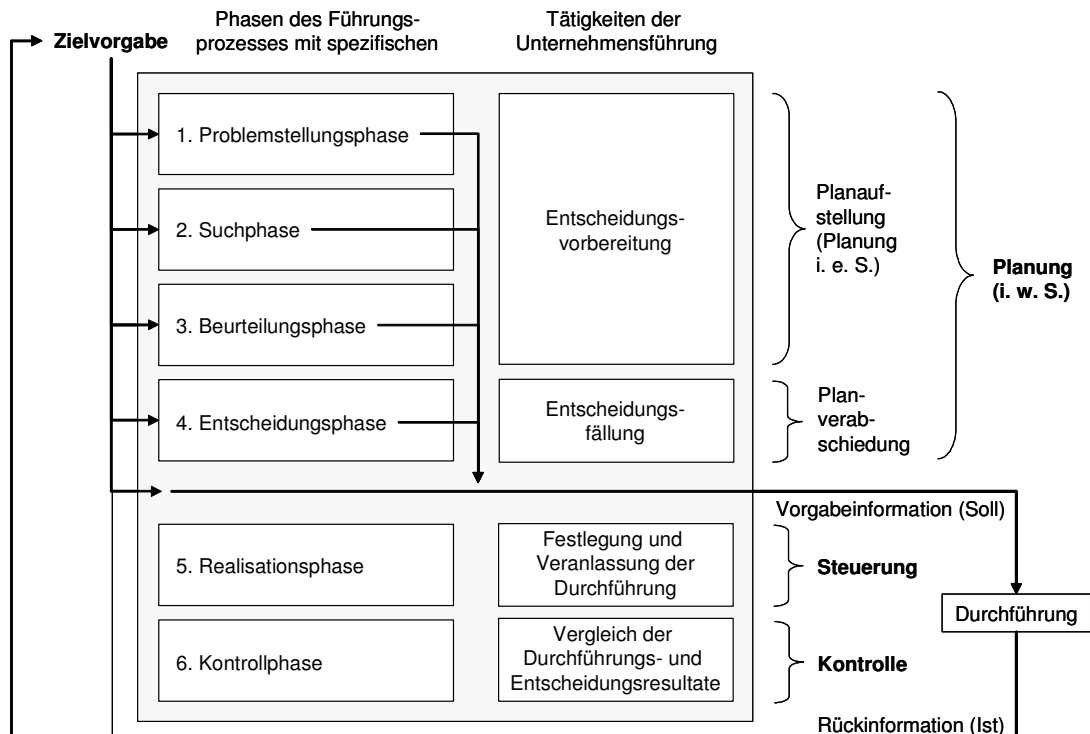 Phasen des Führungs-
prozesses mit spezifischen
Tätigkeiten der
Unternehmensführung
Zielvorgabe
1. Problemstellungsphase
2. Suchphase
3. Beurteilungsphase
4. Entscheidungsphase
Entscheidungs-
vorbereitung
Entscheidungs-
fällung
Planauf-
stellung
(Planung
i. e. S.)
Plan-
verab-
schiedung
Planung
(i. w. S.)
Vorgabeinformation (Soll)
5. Realisationsphase
Festlegung und
Veranlassung der
Durchführung
Steuerung
Durchführung
6. Kontrollphase
Vergleich der
Durchführungs- und
Entscheidungsresultate
Kontrolle
Rückinformation (Ist)